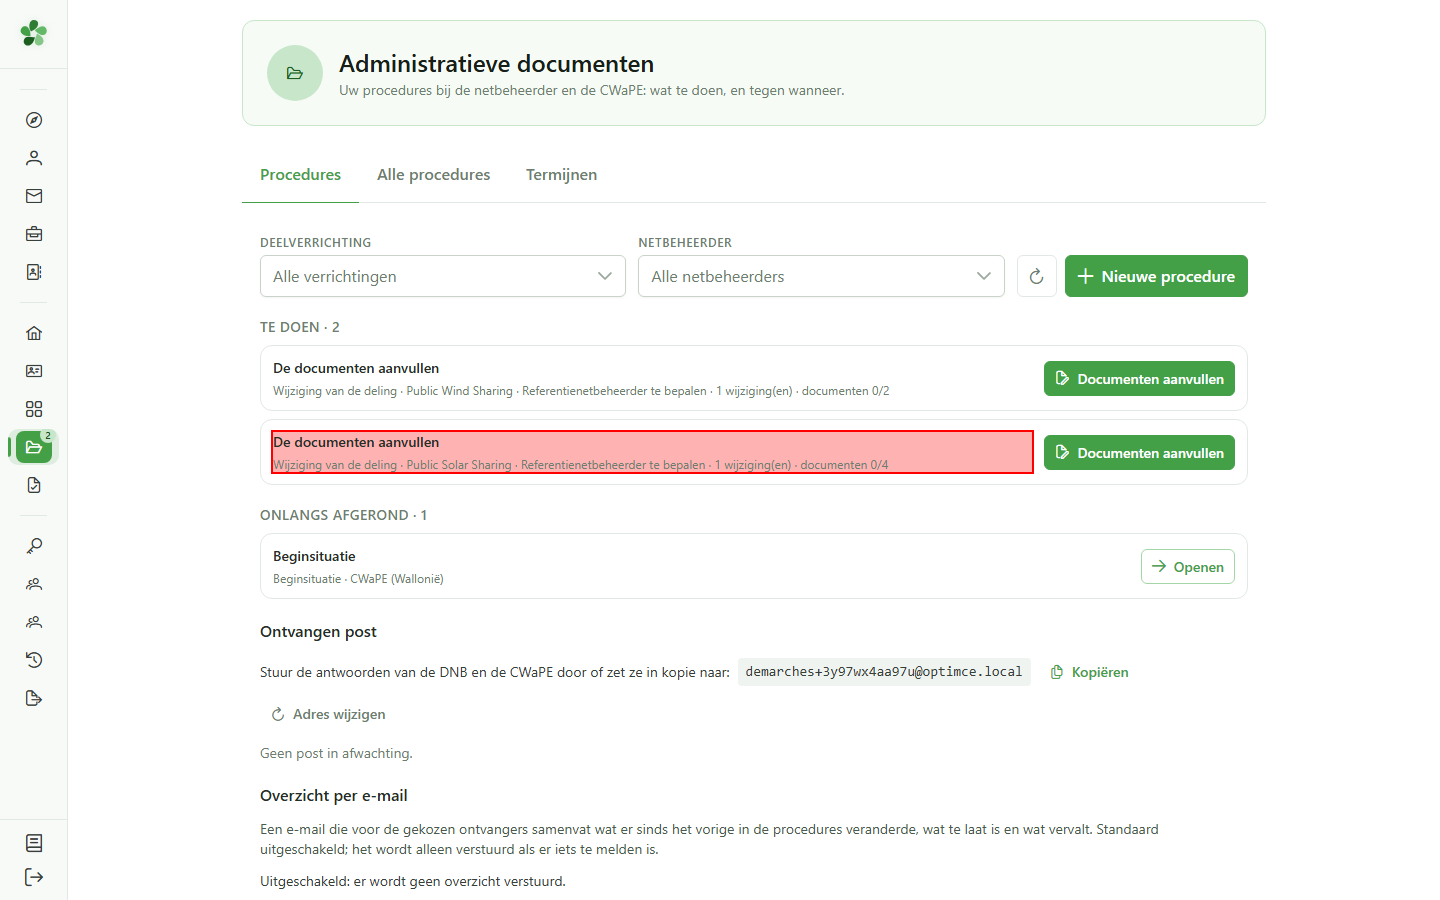 Administratieve documenten
Uw procedures bij de netbeheerder en de CWaPE: wat te doen, en tegen wanneer.
Procedures
Alle procedures
Termijnen
DEELVERRICHTING
NETBEHEERDER
Alle verrichtingen
Alle netbeheerders
Nieuwe procedure
TE DOEN · 2
De documenten aanvullen
Wijziging van de deling · Public Wind Sharing · Referentienetbeheerder te bepalen · 1 wijziging(en) · documenten 0/2
Documenten aanvullen
De documenten aanvullen
Wijziging van de deling · Public Solar Sharing · Referentienetbeheerder te bepalen · 1 wijziging(en) · documenten 0/4
Documenten aanvullen
2
ONLANGS AFGEROND · 1
Beginsituatie
Beginsituatie · CWaPE (Wallonië)
Openen
Ontvangen post
Stuur de antwoorden van de DNB en de CWaPE door of zet ze in kopie naar:
demarches+3y97wx4aa97u@optimce.local
Kopiëren
Adres wijzigen
Geen post in afwachting.
Overzicht per e-mail
Een e-mail die voor de gekozen ontvangers samenvat wat er sinds het vorige in de procedures veranderde, wat te laat is en wat vervalt. Standaard
uitgeschakeld; het wordt alleen verstuurd als er iets te melden is.
Uitgeschakeld: er wordt geen overzicht verstuurd.